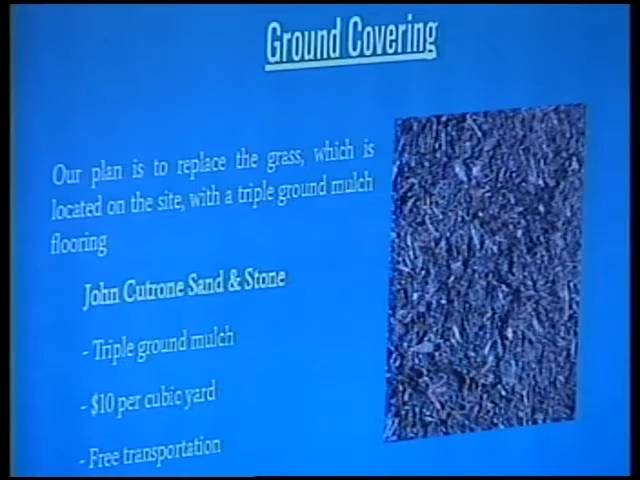 Ground Covering
Our plan is to replace the grass, which is
located on the site, with a triple ground mulch
flooring
John Cutrone Sand & Stone
- Triple ground mulch
- $10 per cubic yard
- Free transportation